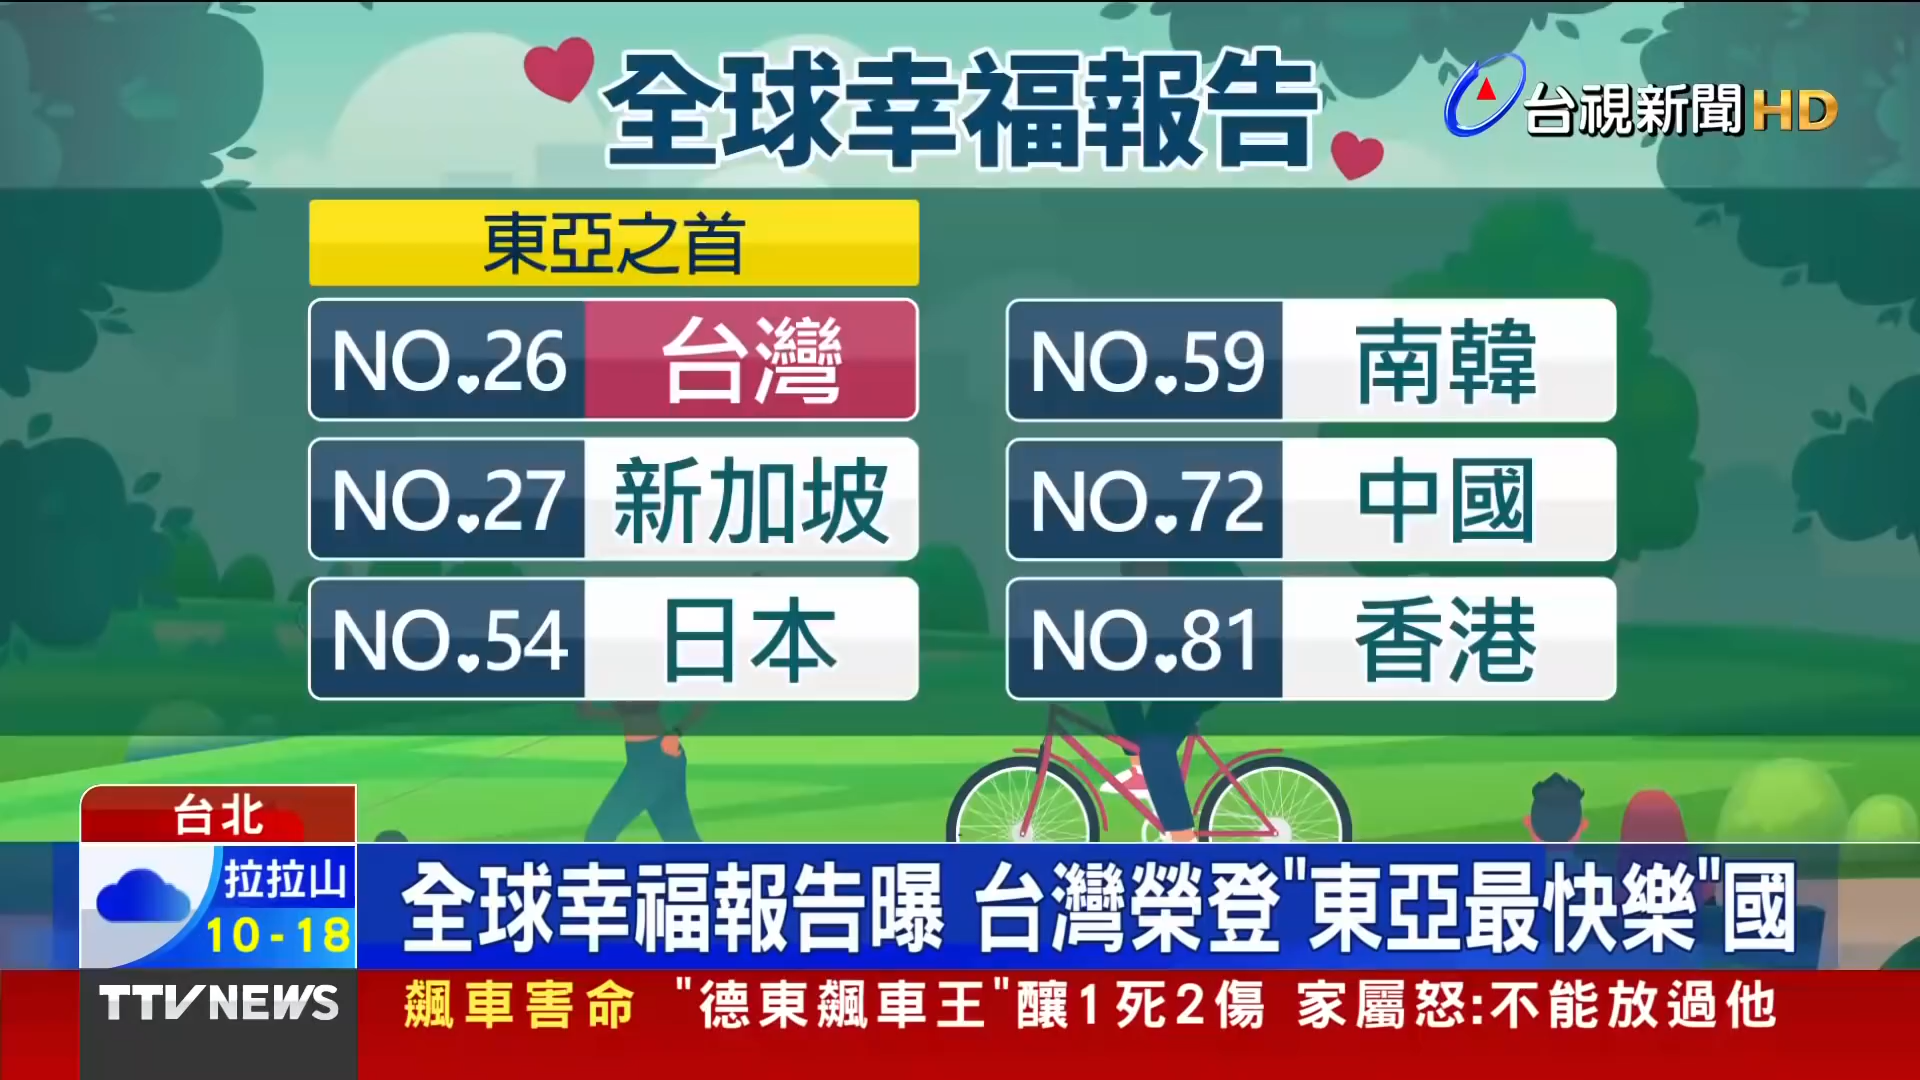 全球幸福報告
台視新聞HD
東亞之首
NO.26 台灣
NO.59 南韓
NO.27 新加坡
NO.72 中國
NO.54 日本
NO.81 香港
台北
拉拉山
10-18
全球幸福報告曝 台灣榮登"東亞最快樂"國
TTV NEWS
飆車害命 "德東飆車王"釀1死2傷 家屬怒:不能放過他